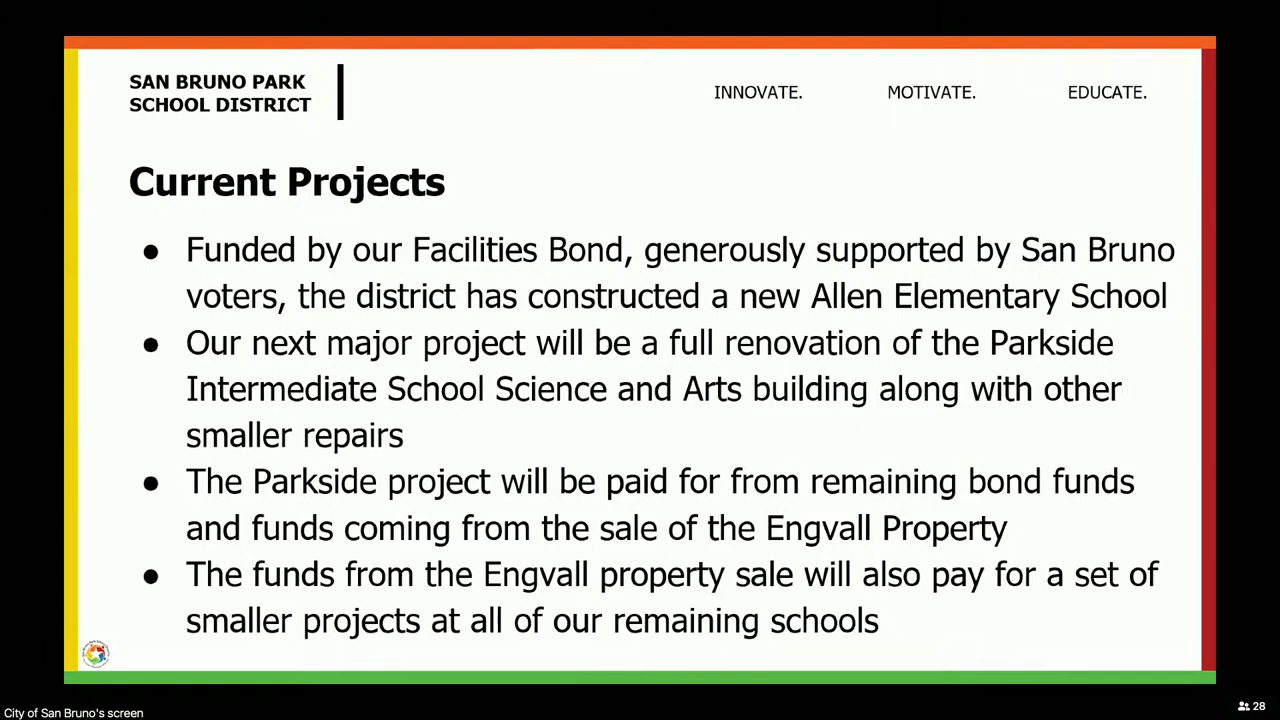 SAN BRUNO PARK
SCHOOL DISTRICT
INNOVATE. MOTIVATE. EDUCATE.
Current Projects
● Funded by our Facilities Bond, generously supported by San Bruno
voters, the district has constructed a new Allen Elementary School
● Our next major project will be a full renovation of the Parkside
Intermediate School Science and Arts building along with other
smaller repairs
● The Parkside project will be paid for from remaining bond funds
and funds coming from the sale of the Engvall Property
● The funds from the Engvall property sale will also pay for a set of
smaller projects at all of our remaining schools
City of San Bruno's screen
28